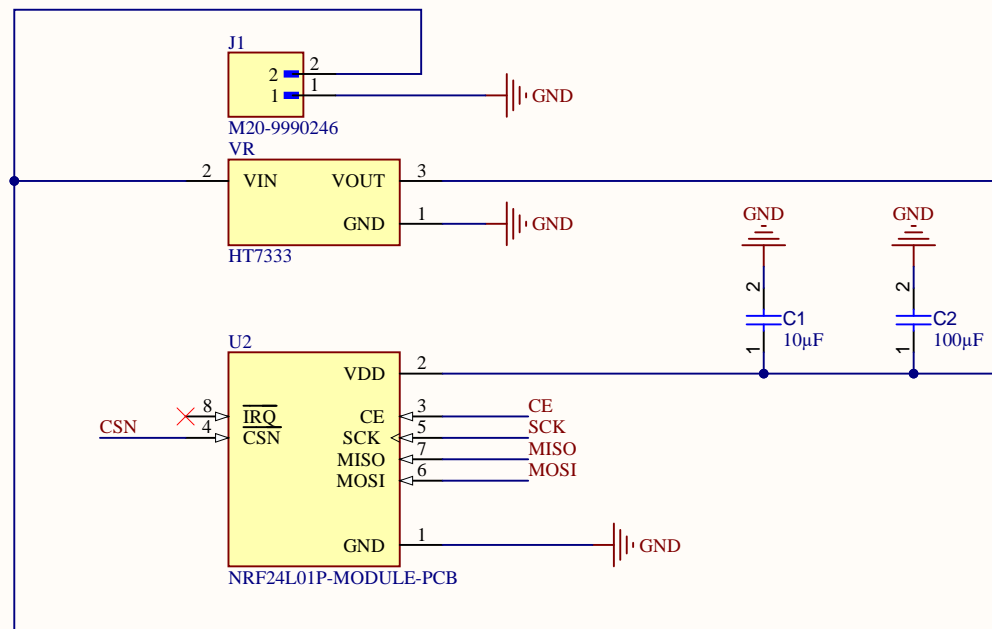 J1
2 2
1 1
GND
M20-9990246
VR
2 VIN VOUT 3
GND 1
GND
HT7333
GND GND
2 2
C1 C2
10µF 100µF
1 1
U2
VDD 2
8 IRQ CE 3 CE
CSN 4 CSN SCK 5 SCK
MISO 7 MISO
MOSI 6 MOSI
GND 1
GND
NRF24L01P-MODULE-PCB